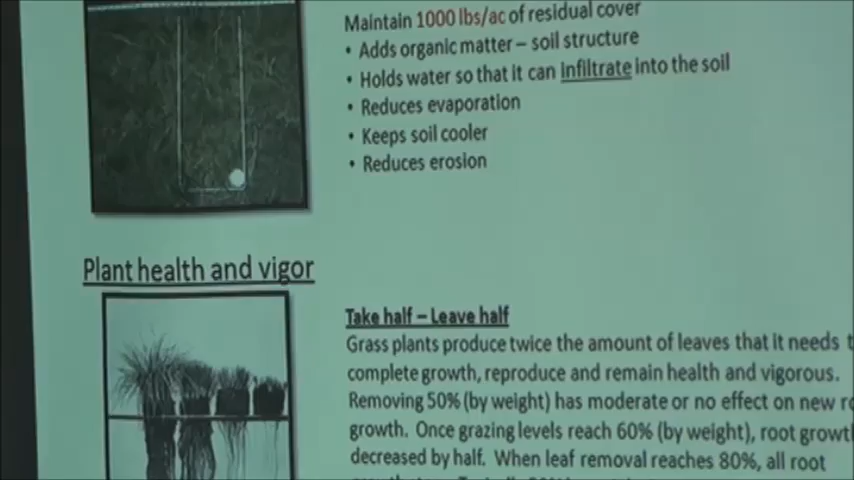 Maintain 1000 lbs/ac of residual cover
• Adds organic matter – soil structure
• Holds water so that it can Infiltrate into the soil
• Reduces evaporation
• Keeps soil cooler
• Reduces erosion
Plant health and vigor
Take half – Leave half
Grass plants produce twice the amount of leaves that it needs
complete growth, reproduce and remain health and vigorous.
Removing 50% (by weight) has moderate or no effect on new
growth. Once grazing levels reach 60% (by weight), root growt
decreased by half. When leaf removal reaches 80%, all root